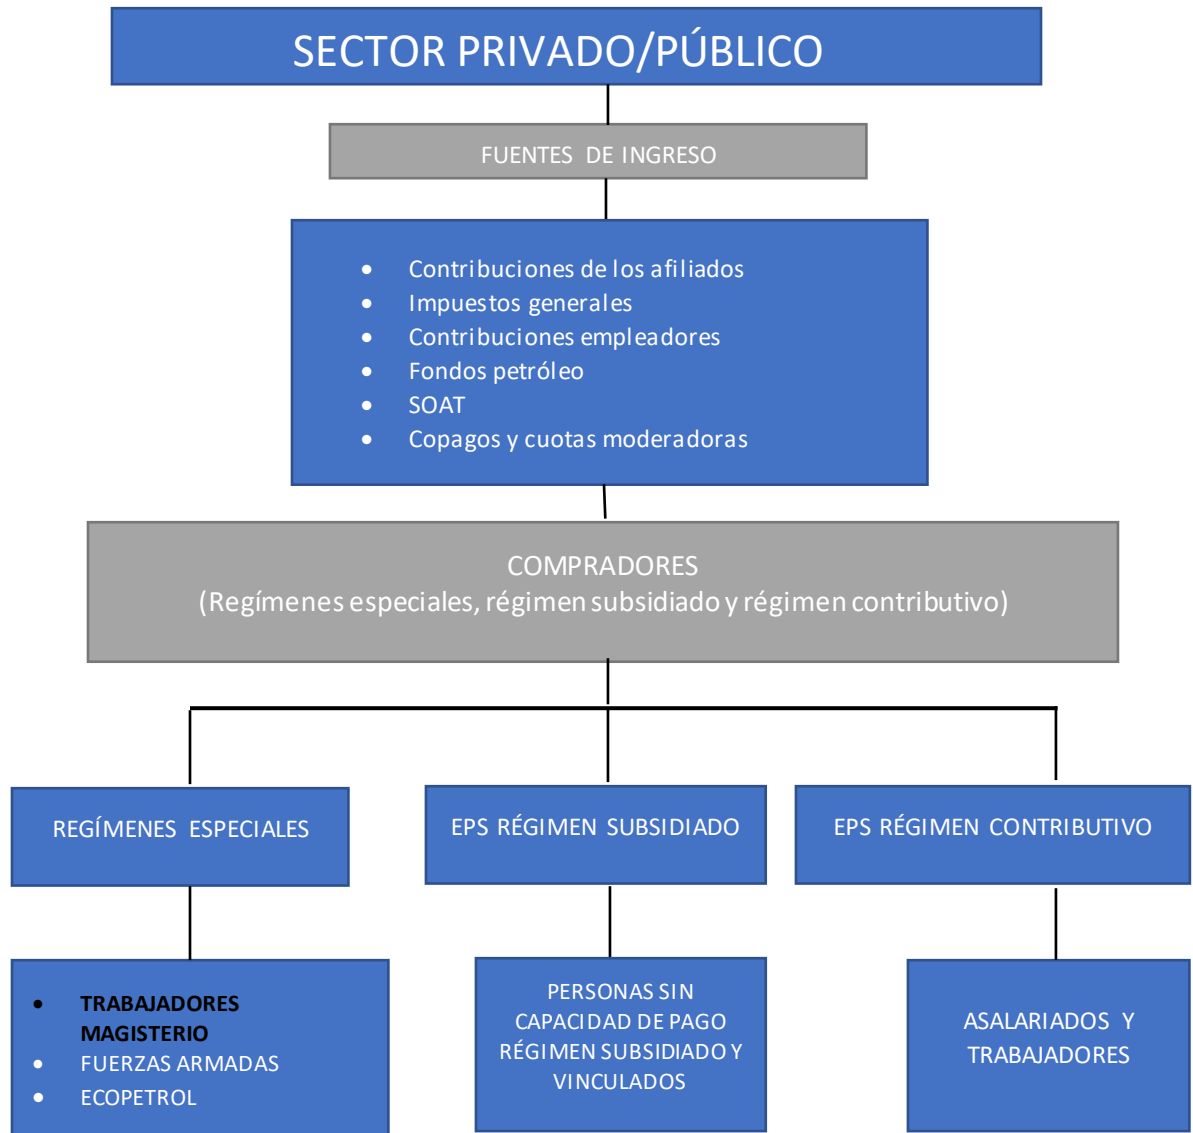 SECTOR PRIVADO/PÚBLICO
FUENTES DE INGRESO
• Contribuciones de los afiliados
• Impuestos generales
• Contribuciones empleadores
• Fondos petróleo
• SOAT
• Copagos y cuotas moderadoras
COMPRADORES
(Regímenes especiales, régimen subsidiado y régimen contributivo)
REGÍMENES ESPECIALES
EPS RÉGIMEN SUBSIDIADO
EPS RÉGIMEN CONTRIBUTIVO
• TRABAJADORES
MAGISTERIO
• FUERZAS ARMADAS
• ECOPETROL
PERSONAS SIN
CAPACIDAD DE PAGO
RÉGIMEN SUBSIDIADO Y
VINCULADOS
ASALARIADOS Y
TRABAJADORES